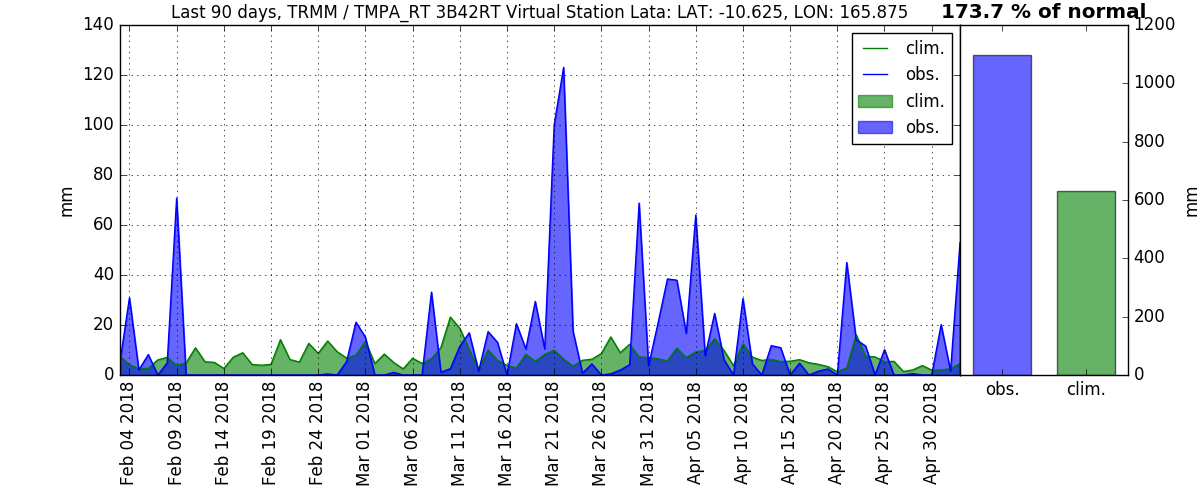 Last 90 days, TRMM / TMPA_RT 3B42RT Virtual Station Lata: LAT: -10.625, LON: 165.875
173.7 % of normal
140
120
100
80
60
40
20
0
mm
clim.
obs.
clim.
obs.
Feb 04 2018
Feb 09 2018
Feb 14 2018
Feb 19 2018
Feb 24 2018
Mar 01 2018
Mar 06 2018
Mar 11 2018
Mar 16 2018
Mar 21 2018
Mar 26 2018
Mar 31 2018
Apr 05 2018
Apr 10 2018
Apr 15 2018
Apr 20 2018
Apr 25 2018
Apr 30 2018
1200
1000
800
600
400
200
0
mm
obs.
clim.